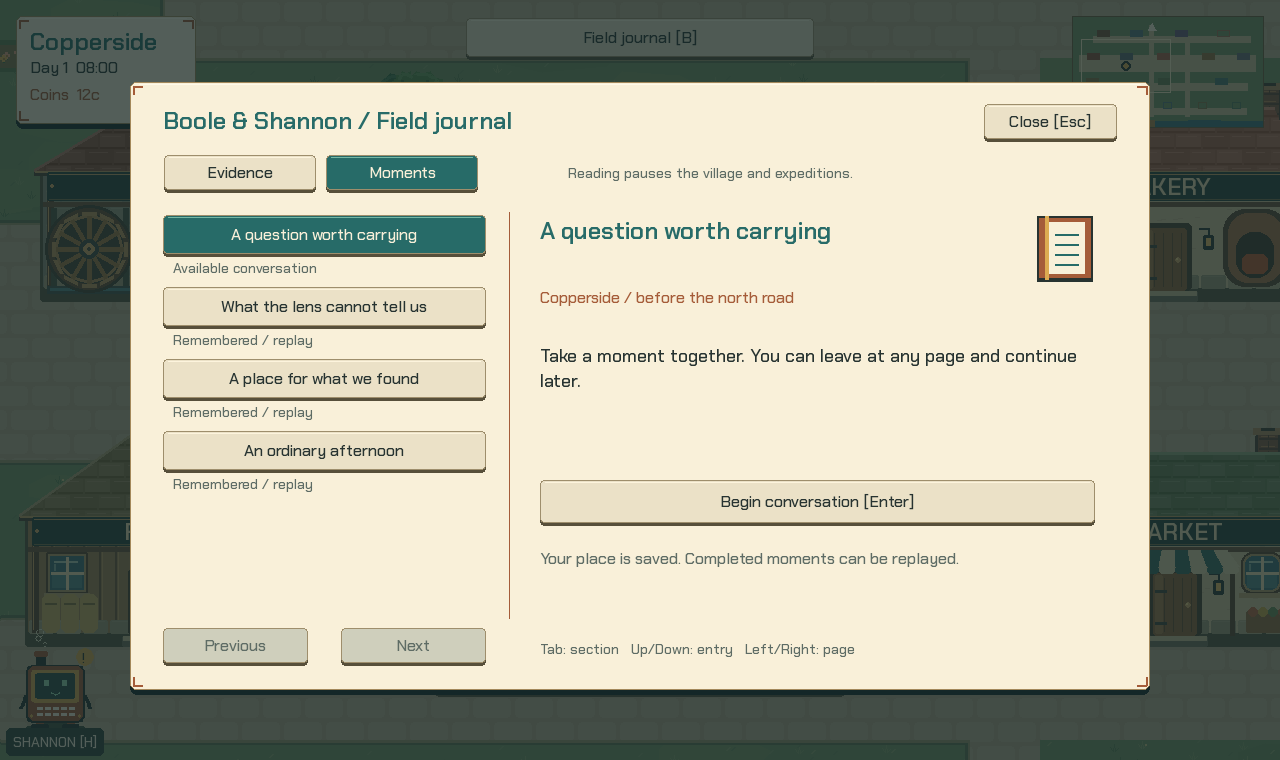 Copperside
Day 1 08:00
Coins 12c
Field journal [B]
Boole & Shannon / Field journal
Close [Esc]
Evidence
Moments
Reading pauses the village and expeditions.
A question worth carrying
Available conversation
What the lens cannot tell us
Remembered / replay
A place for what we found
Remembered / replay
An ordinary afternoon
Remembered / replay
Previous
Next
A question worth carrying
Copperside / before the north road
Take a moment together. You can leave at any page and continue
later.
Begin conversation [Enter]
Your place is saved. Completed moments can be replayed.
Tab: section Up/Down: entry Left/Right: page
SHANNON [H]